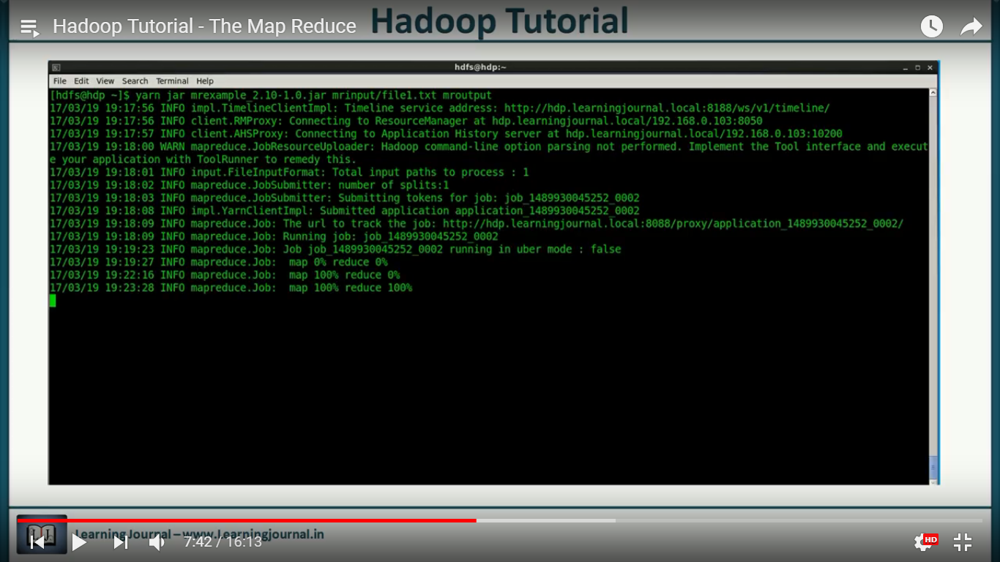 Hadoop Tutorial - The Map Reduce
Hadoop Tutorial
hdfs@hdp:~
File Edit View Search Terminal Help
[hdfs@hdp ~]$ yarn jar mrexample_2.10-1.0.jar mrinput/file1.txt mroutput
17/03/19 19:17:56 INFO impl.TimelineClientImpl: Timeline service address: http://hdp.learningjournal.local:8188/ws/v1/timeline/
17/03/19 19:17:56 INFO client.RMProxy: Connecting to ResourceManager at hdp.learningjournal.local/192.168.0.103:8050
17/03/19 19:17:57 INFO client.AHSProxy: Connecting to Application History server at hdp.learningjournal.local/192.168.0.103:10200
17/03/19 19:18:00 WARN mapreduce.JobResourceUploader: Hadoop command-line option parsing not performed. Implement the Tool interface and execut
e your application with ToolRunner to remedy this.
17/03/19 19:18:01 INFO input.FileInputFormat: Total input paths to process : 1
17/03/19 19:18:02 INFO mapreduce.JobSubmitter: number of splits:1
17/03/19 19:18:03 INFO mapreduce.JobSubmitter: Submitting tokens for job: job_1489930045252_0002
17/03/19 19:18:08 INFO impl.YarnClientImpl: Submitted application application_1489930045252_0002
17/03/19 19:18:09 INFO mapreduce.Job: The url to track the job: http://hdp.learningjournal.local:8088/proxy/application_1489930045252_0002/
17/03/19 19:18:09 INFO mapreduce.Job: Running job: job_1489930045252_0002
17/03/19 19:19:23 INFO mapreduce.Job: Job job_1489930045252_0002 running in uber mode : false
17/03/19 19:19:27 INFO mapreduce.Job:  map 0% reduce 0%
17/03/19 19:22:16 INFO mapreduce.Job:  map 100% reduce 0%
17/03/19 19:23:28 INFO mapreduce.Job:  map 100% reduce 100%
Learning Journal – www.Learningjournal.in
7:42 / 16:13
HD